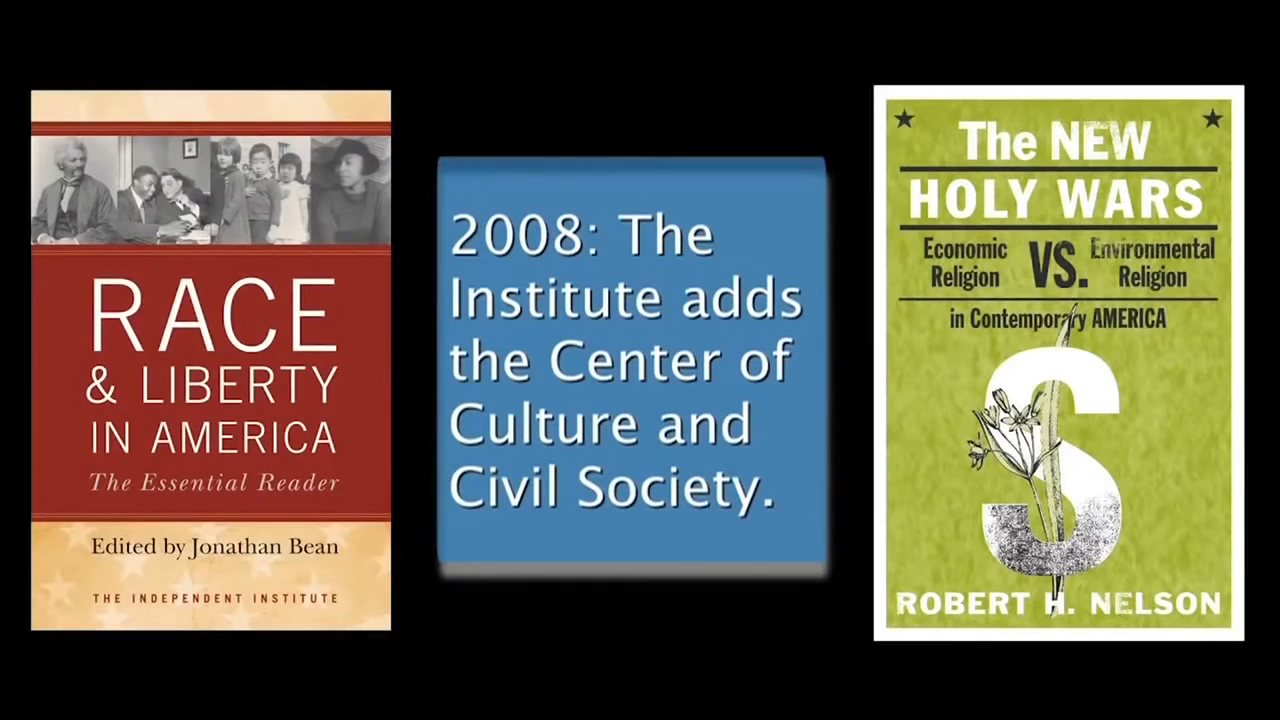 RACE
& LIBERTY
IN AMERICA
The Essential Reader
Edited by Jonathan Bean
THE INDEPENDENT INSTITUTE
2008: The
Institute adds
the Center of
Culture and
Civil Society.
The NEW
HOLY WARS
Economic
Religion
VS.
Environmental
Religion
in Contemporary AMERICA
S
ROBERT H. NELSON